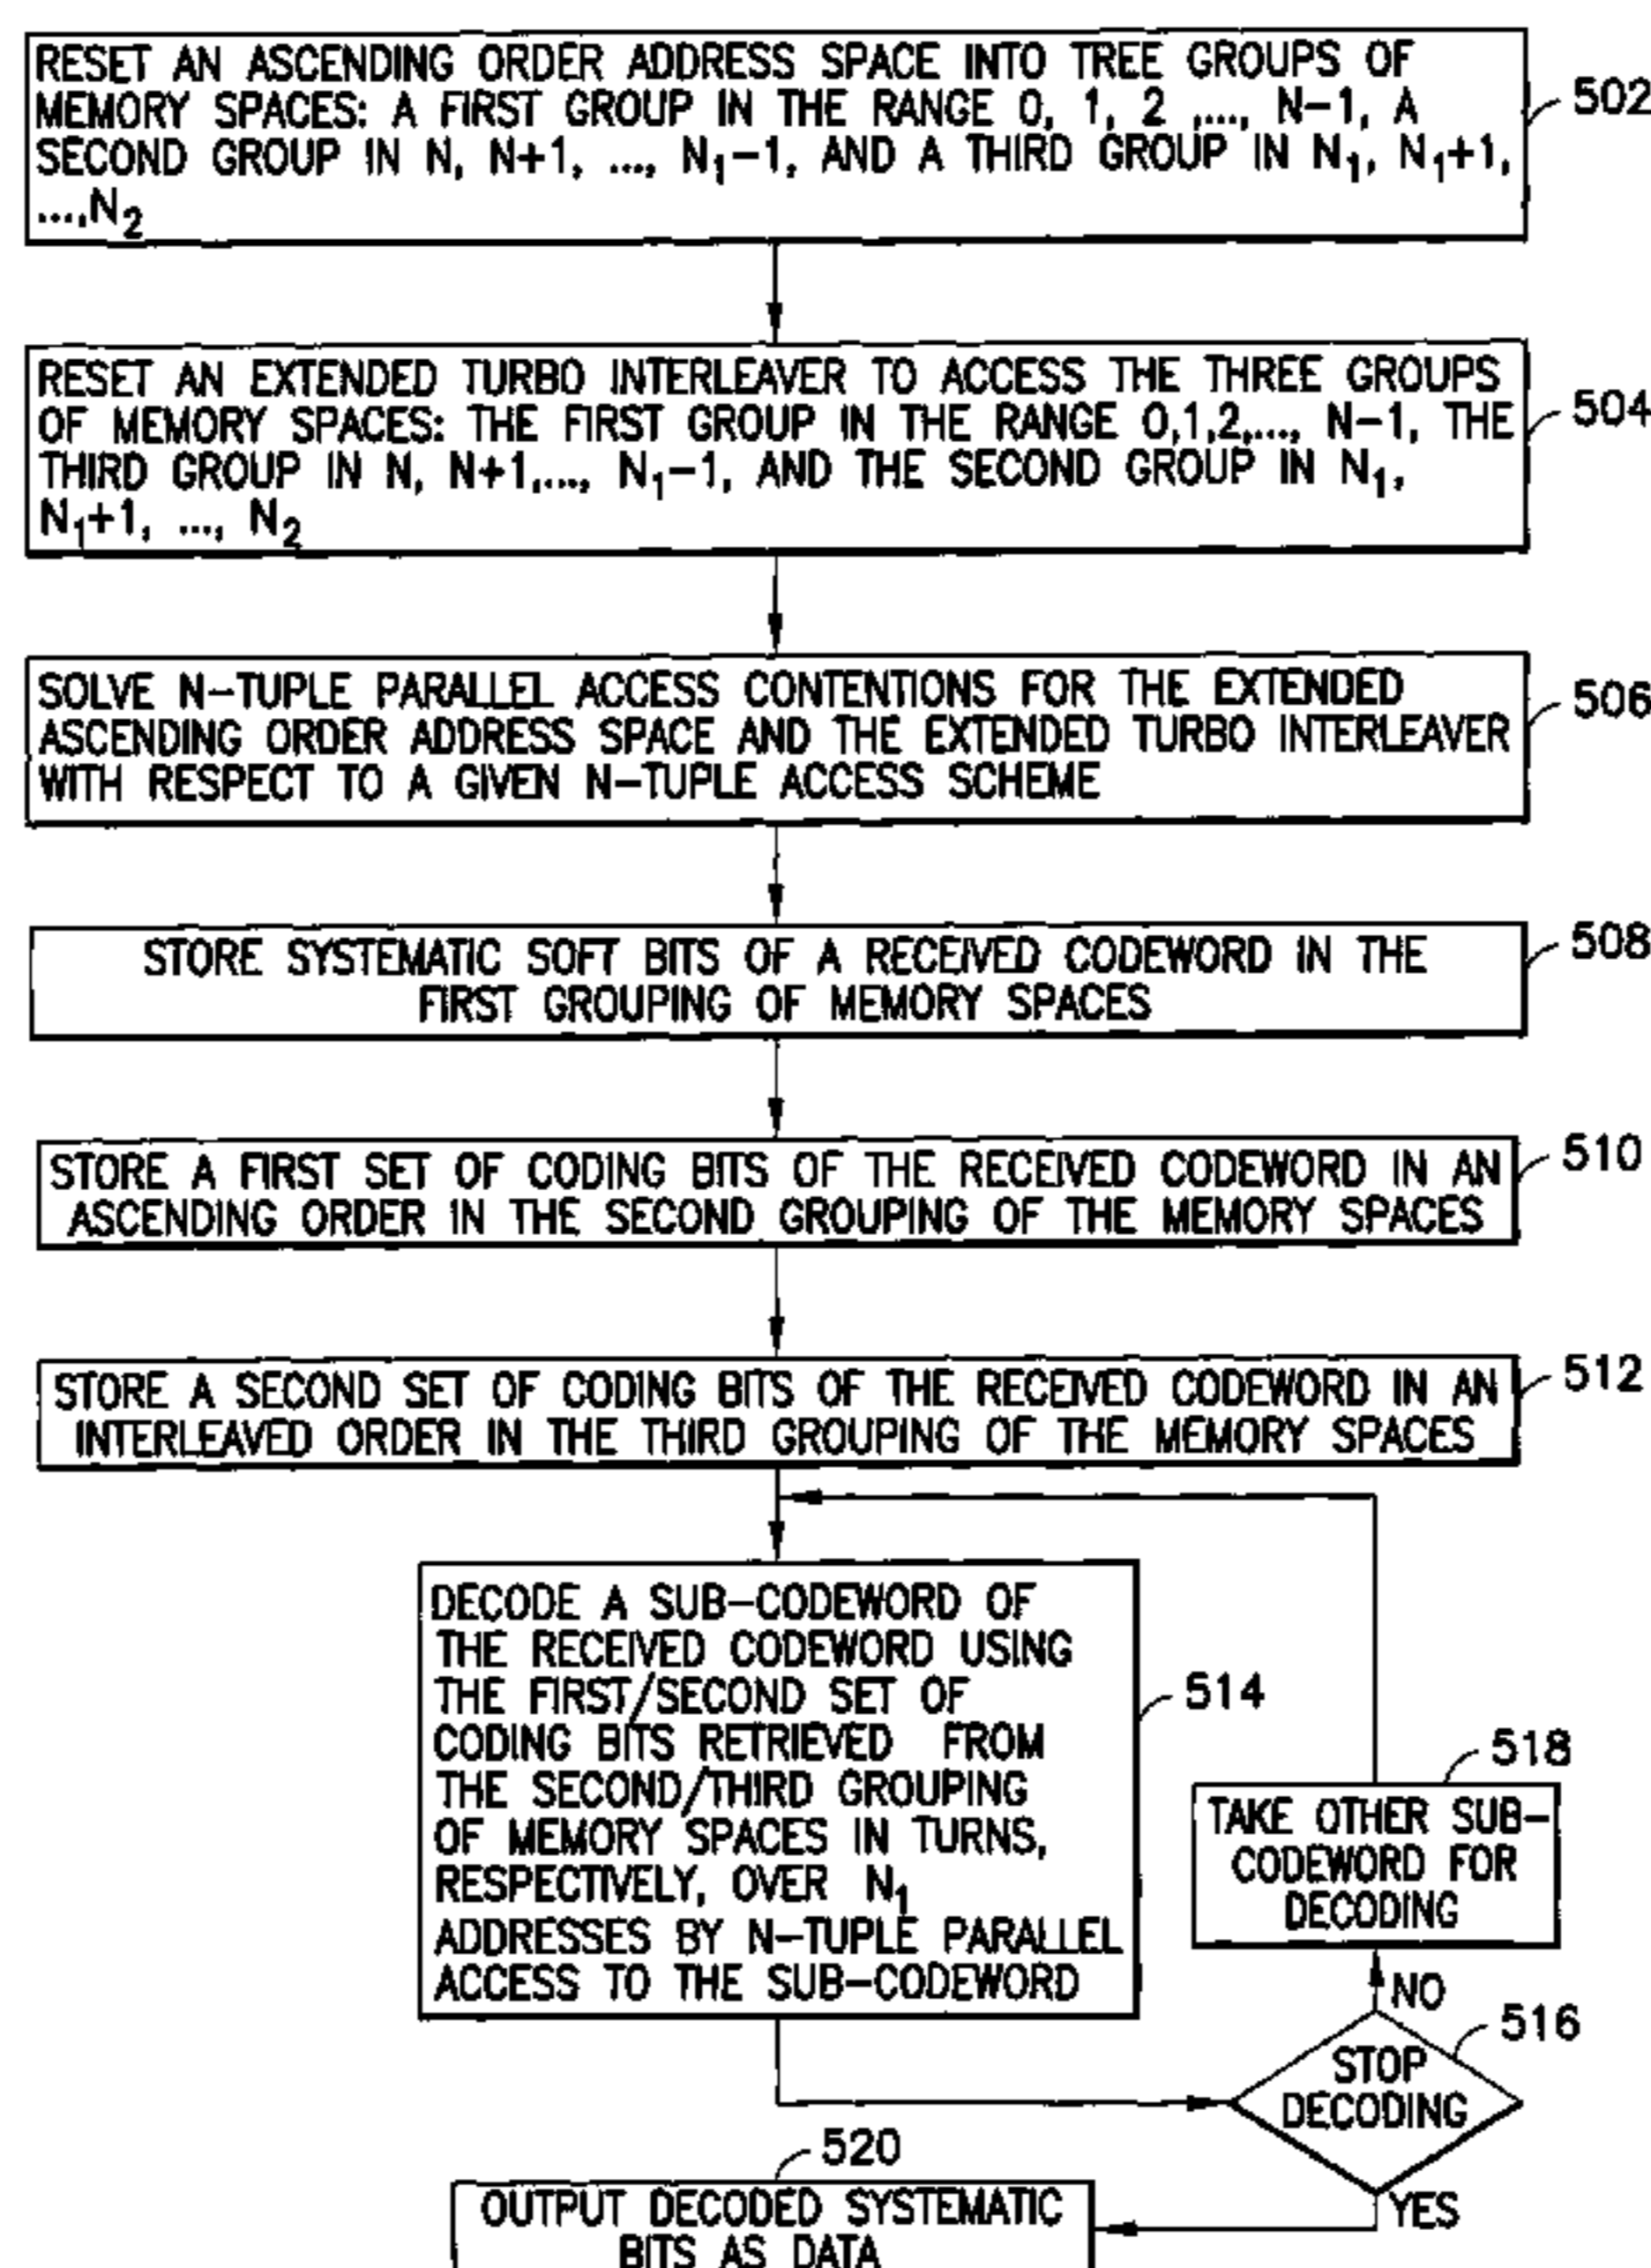 RESET AN ASCENDING ORDER ADDRESS SPACE INTO TREE GROUPS OF
MEMORY SPACES: A FIRST GROUP IN THE RANGE 0, 1, 2 ,..., N-1, A
SECOND GROUP IN N, N+1, ..., N₁-1, AND A THIRD GROUP IN N₁, N₁+1,
...,N₂
502
RESET AN EXTENDED TURBO INTERLEAVER TO ACCESS THE THREE GROUPS
OF MEMORY SPACES: THE FIRST GROUP IN THE RANGE 0,1,2,..., N-1, THE
THIRD GROUP IN N, N+1,..., N₁-1, AND THE SECOND GROUP IN N₁,
N₁+1, ..., N₂
504
SOLVE N-TUPLE PARALLEL ACCESS CONTENTIONS FOR THE EXTENDED
ASCENDING ORDER ADDRESS SPACE AND THE EXTENDED TURBO INTERLEAVER
WITH RESPECT TO A GIVEN N-TUPLE ACCESS SCHEME
506
STORE SYSTEMATIC SOFT BITS OF A RECEIVED CODEWORD IN THE
FIRST GROUPING OF MEMORY SPACES
508
STORE A FIRST SET OF CODING BITS OF THE RECEIVED CODEWORD IN AN
ASCENDING ORDER IN THE SECOND GROUPING OF THE MEMORY SPACES
510
STORE A SECOND SET OF CODING BITS OF THE RECEIVED CODEWORD IN AN
INTERLEAVED ORDER IN THE THIRD GROUPING OF THE MEMORY SPACES
512
DECODE A SUB-CODEWORD OF
THE RECEIVED CODEWORD USING
THE FIRST/SECOND SET OF
CODING BITS RETRIEVED FROM
THE SECOND/THIRD GROUPING
OF MEMORY SPACES IN TURNS,
RESPECTIVELY, OVER N₁
ADDRESSES BY N-TUPLE PARALLEL
ACCESS TO THE SUB-CODEWORD
514
518
TAKE OTHER SUB-
CODEWORD FOR
DECODING
NO
516
STOP
DECODING
YES
520
OUTPUT DECODED SYSTEMATIC
BITS AS DATA